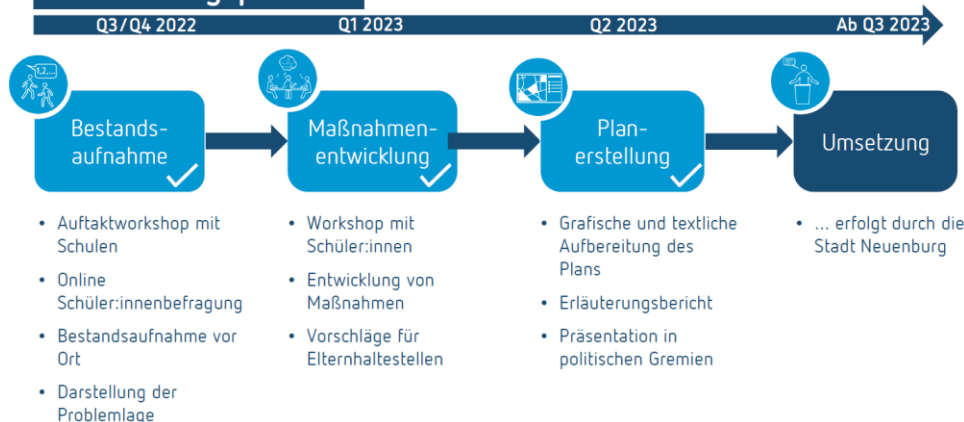 Q3/Q4 2022
Q1 2023
Q2 2023
Ab Q3 2023
1,2,...
Bestands-
aufnahme
Maßnahmen-
entwicklung
Plan-
erstellung
Umsetzung
• Auftaktworkshop mit
Schulen
• Online
Schüler:innenbefragung
• Bestandsaufnahme vor
Ort
• Darstellung der
Problemlage
• Workshop mit
Schüler:innen
• Entwicklung von
Maßnahmen
• Vorschläge für
Elternhaltestellen
• Grafische und textliche
Aufbereitung des
Plans
• Erläuterungsbericht
• Präsentation in
politischen Gremien
• ... erfolgt durch die
Stadt Neuenburg